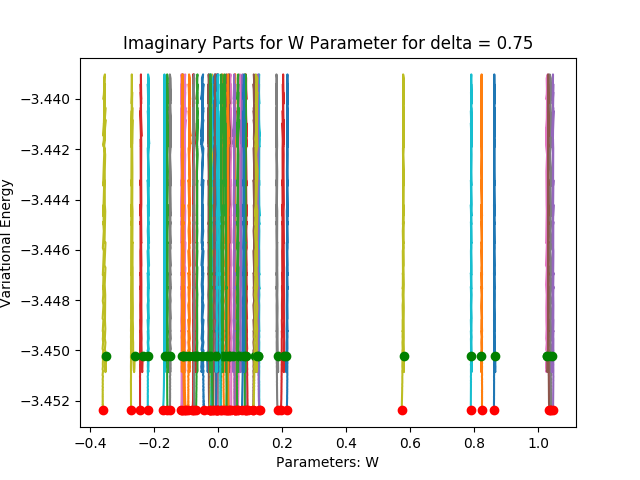 Imaginary Parts for W Parameter for delta = 0.75
Variational Energy
−3.440
−3.442
−3.444
−3.446
−3.448
−3.450
−3.452
−0.4 −0.2 0.0 0.2 0.4 0.6 0.8 1.0
Parameters: W